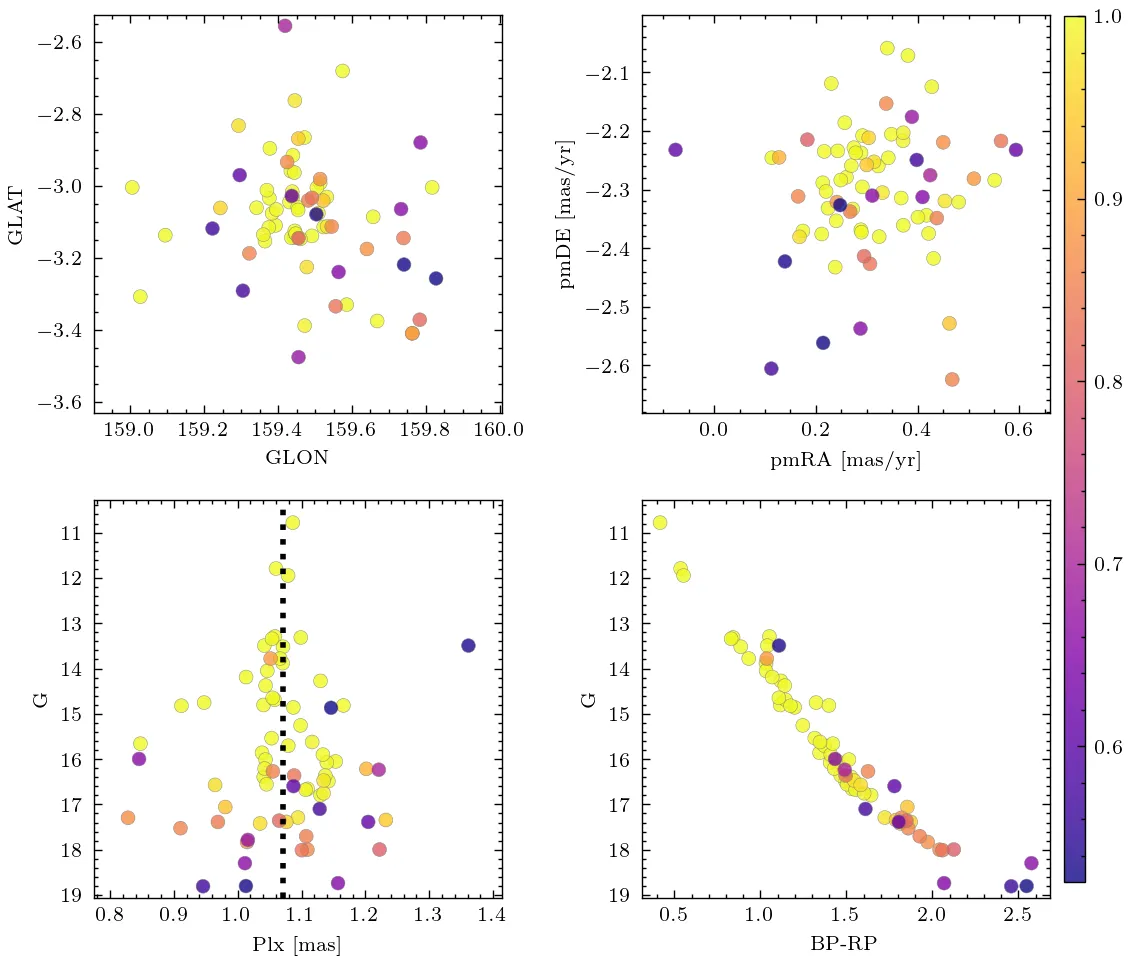 −2.6
−2.8
−3.0
−3.2
−3.4
−3.6
GLAT
159.0 159.2 159.4 159.6 159.8 160.0
GLON
−2.1
−2.2
−2.3
−2.4
−2.5
−2.6
pmDE [mas/yr]
0.0 0.2 0.4 0.6
pmRA [mas/yr]
1.0
0.9
0.8
0.7
0.6
11
12
13
14
15
16
17
18
19
G
0.8 0.9 1.0 1.1 1.2 1.3 1.4
Plx [mas]
11
12
13
14
15
16
17
18
19
G
0.5 1.0 1.5 2.0 2.5
BP-RP